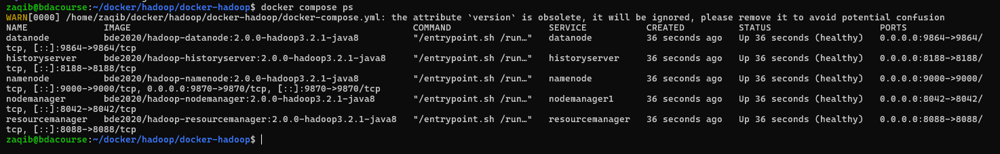 zaqib@bdacourse:~/docker/hadoop/docker-hadoop$ docker compose ps
WARN[0000] /home/zaqib/docker/hadoop/docker-hadoop/docker-compose.yml: the attribute `version` is obsolete, it will be ignored, please remove it to avoid potential confusion
NAME IMAGE COMMAND SERVICE CREATED STATUS PORTS
datanode bde2020/hadoop-datanode:2.0.0-hadoop3.2.1-java8 "/entrypoint.sh /run…" datanode 36 seconds ago Up 36 seconds (healthy) 0.0.0.0:9864->9864/
tcp, [::]:9864->9864/tcp
historyserver bde2020/hadoop-historyserver:2.0.0-hadoop3.2.1-java8 "/entrypoint.sh /run…" historyserver 36 seconds ago Up 36 seconds (healthy) 0.0.0.0:8188->8188/
tcp, [::]:8188->8188/tcp
namenode bde2020/hadoop-namenode:2.0.0-hadoop3.2.1-java8 "/entrypoint.sh /run…" namenode 36 seconds ago Up 36 seconds (healthy) 0.0.0.0:9000->9000/
tcp, [::]:9000->9000/tcp, 0.0.0.0:9870->9870/tcp, [::]:9870->9870/tcp
nodemanager bde2020/hadoop-nodemanager:2.0.0-hadoop3.2.1-java8 "/entrypoint.sh /run…" nodemanager1 36 seconds ago Up 36 seconds (healthy) 0.0.0.0:8042->8042/
tcp, [::]:8042->8042/tcp
resourcemanager bde2020/hadoop-resourcemanager:2.0.0-hadoop3.2.1-java8 "/entrypoint.sh /run…" resourcemanager 36 seconds ago Up 36 seconds (healthy) 0.0.0.0:8088->8088/
tcp, [::]:8088->8088/tcp
zaqib@bdacourse:~/docker/hadoop/docker-hadoop$